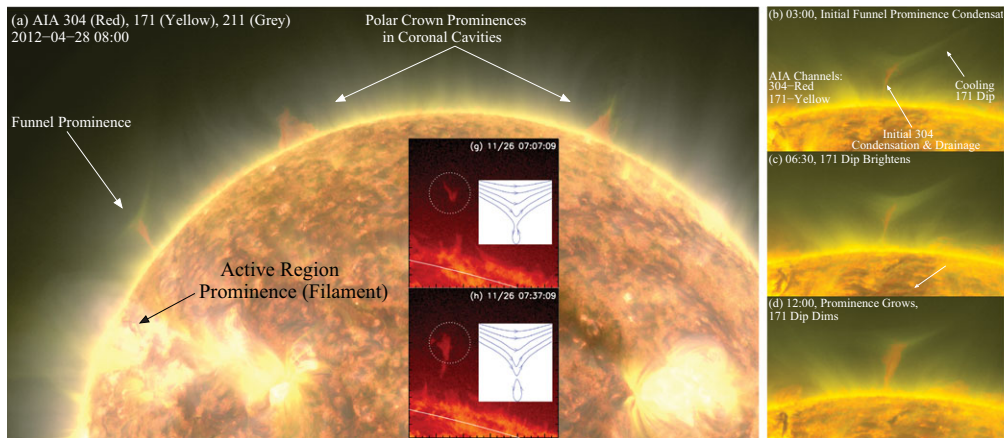 (a) AIA 304 (Red), 171 (Yellow), 211 (Grey)
2012−04−28 08:00
Polar Crown Prominences
in Coronal Cavities
Funnel Prominence
Active Region
Prominence (Filament)
(g) 11/26 07:07:09
(h) 11/26 07:37:09
(b) 03:00, Initial Funnel Prominence Condensat
AIA Channels:
304−Red
171−Yellow
Cooling
171 Dip
Initial 304
Condensation & Drainage
(c) 06:30, 171 Dip Brightens
(d) 12:00, Prominence Grows,
171 Dip Dims